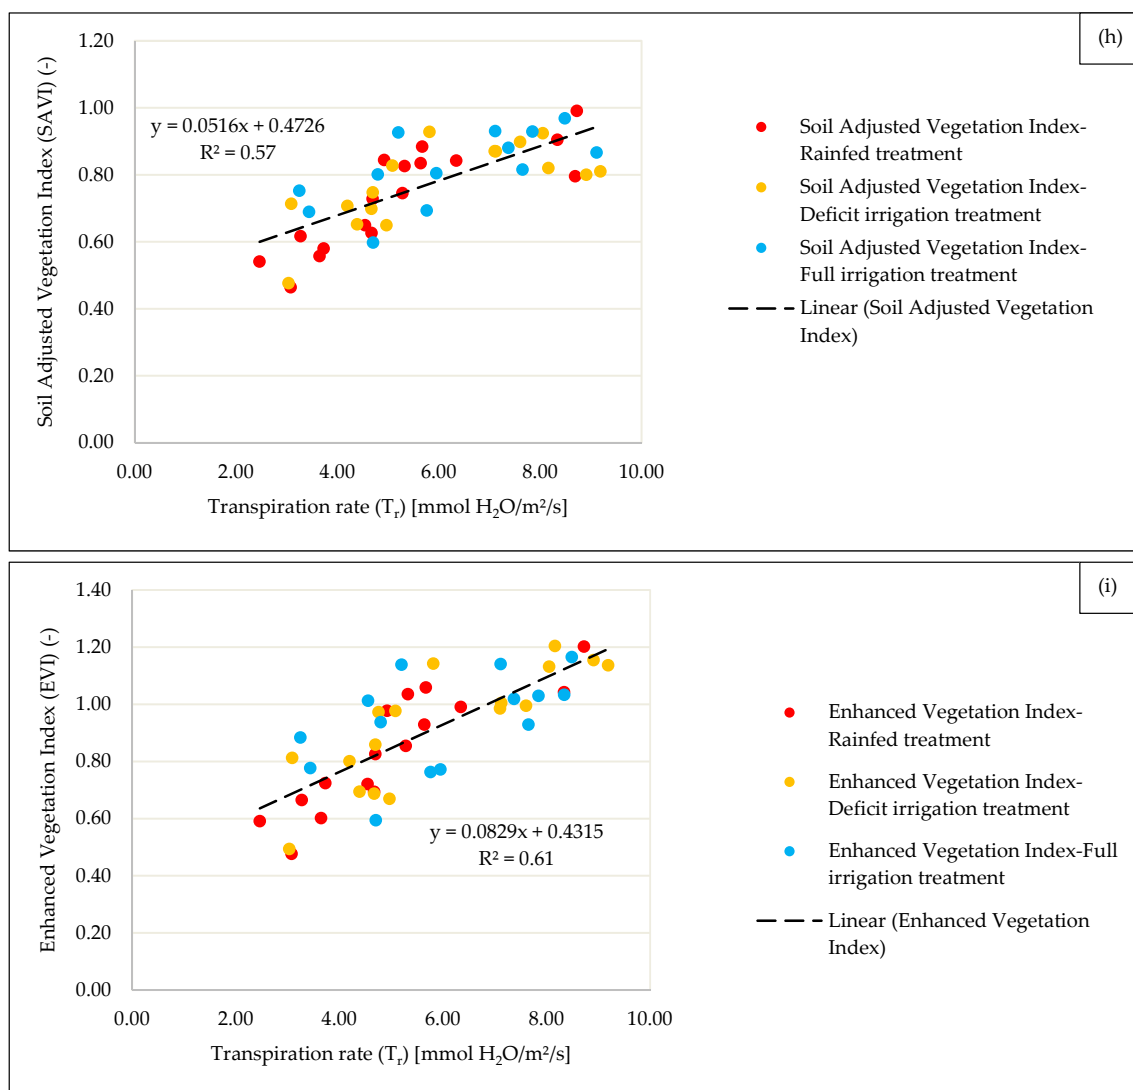 (h)
1.20
1.00
0.80
0.60
0.40
0.20
0.00
Soil Adjusted Vegetation Index (SAVI) (-)
y = 0.0516x + 0.4726
R² = 0.57
0.00 2.00 4.00 6.00 8.00 10.00
Transpiration rate (Tᵣ) [mmol H₂O/m²/s]
Soil Adjusted Vegetation Index-
Rainfed treatment
Soil Adjusted Vegetation Index-
Deficit irrigation treatment
Soil Adjusted Vegetation Index-
Full irrigation treatment
Linear (Soil Adjusted Vegetation
Index)
(i)
1.40
1.20
1.00
0.80
0.60
0.40
0.20
0.00
Enhanced Vegetation Index (EVI) (-)
y = 0.0829x + 0.4315
R² = 0.61
0.00 2.00 4.00 6.00 8.00 10.00
Transpiration rate (Tᵣ) [mmol H₂O/m²/s]
Enhanced Vegetation Index-
Rainfed treatment
Enhanced Vegetation Index-
Deficit irrigation treatment
Enhanced Vegetation Index-Full
irrigation treatment
Linear (Enhanced Vegetation
Index)